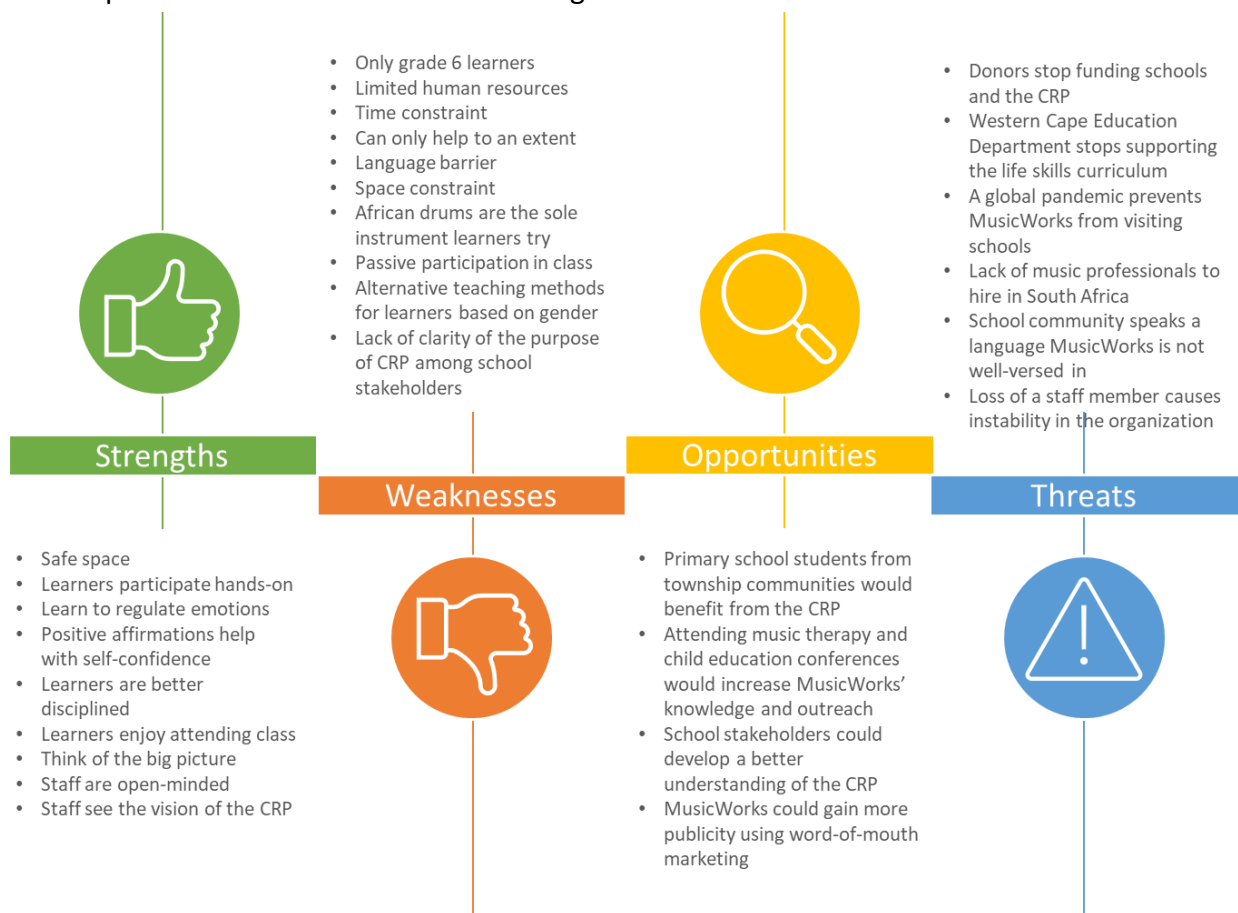 Strengths
• Safe space
• Learners participate hands-on
• Learn to regulate emotions
• Positive affirmations help
with self-confidence
• Learners are better
disciplined
• Learners enjoy attending class
• Think of the big picture
• Staff are open-minded
• Staff see the vision of the CRP
• Only grade 6 learners
• Limited human resources
• Time constraint
• Can only help to an extent
• Language barrier
• Space constraint
• African drums are the sole
instrument learners try
• Passive participation in class
• Alternative teaching methods
for learners based on gender
• Lack of clarity of the purpose
of CRP among school
stakeholders
Weaknesses
Opportunities
• Primary school students from
township communities would
benefit from the CRP
• Attending music therapy and
child education conferences
would increase MusicWorks’
knowledge and outreach
• School stakeholders could
develop a better
understanding of the CRP
• MusicWorks could gain more
publicity using word-of-mouth
marketing
• Donors stop funding schools
and the CRP
• Western Cape Education
Department stops supporting
the life skills curriculum
• A global pandemic prevents
MusicWorks from visiting
schools
• Lack of music professionals to
hire in South Africa
• School community speaks a
language MusicWorks is not
well-versed in
• Loss of a staff member causes
instability in the organization
Threats